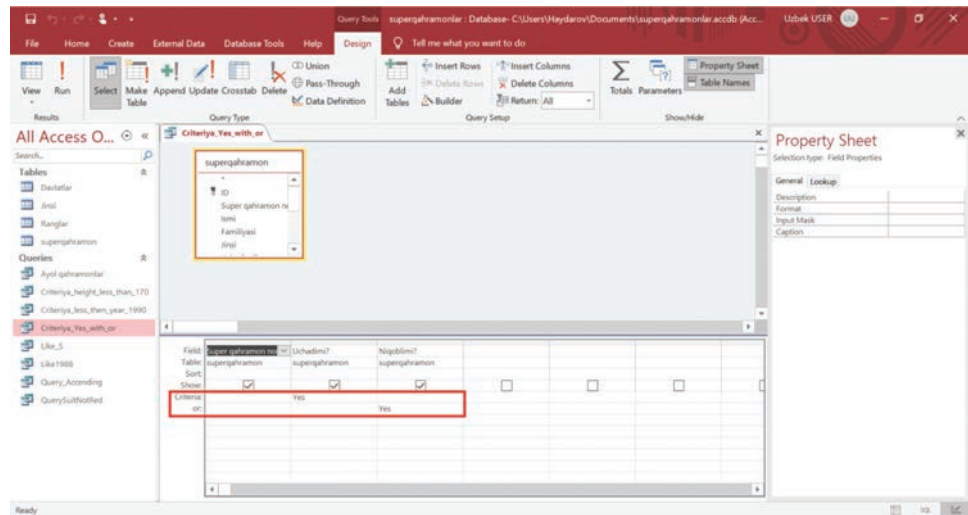 Query Tools superqahramonlar : Database- C:\Users\Haydarov\Documents\superqahramonlar.accdb (Acc... Uzbek USER
File Home Create External Data Database Tools Help Design Tell me what you want to do
View Run Select Make Table Append Update Crosstab Delete
Union
Pass-Through
Data Definition
Add Tables
Insert Rows
Delete Rows
Builder
Insert Columns
Delete Columns
Return: All
Totals Parameters
Property Sheet
Table Names
Results Query Type Query Setup Show/Hide
All Access O...
Search...
Tables
Davlatlar
Jinsi
Ranglar
superqahramon
Queries
Ayol qahramonlar
Criteriya_height_less_than_170
Criteriya_less_then_year_1990
Criteriya_Yes_with_or
Like_S
Like1988
Query_Accending
QuerySuitNotRed
Criteriya_Yes_with_or
superqahramon
*
ID
Super qahramon no
Ismi
Familiyasi
Jinsi
Field: Super qahramon no Uchadimi? Niqoblimi?
Table: superqahramon superqahramon superqahramon
Sort:
Show:
Criteria: Yes
or: Yes
Property Sheet
Selection type: Field Properties
General Lookup
Description
Format
Input Mask
Caption
Ready
SQL